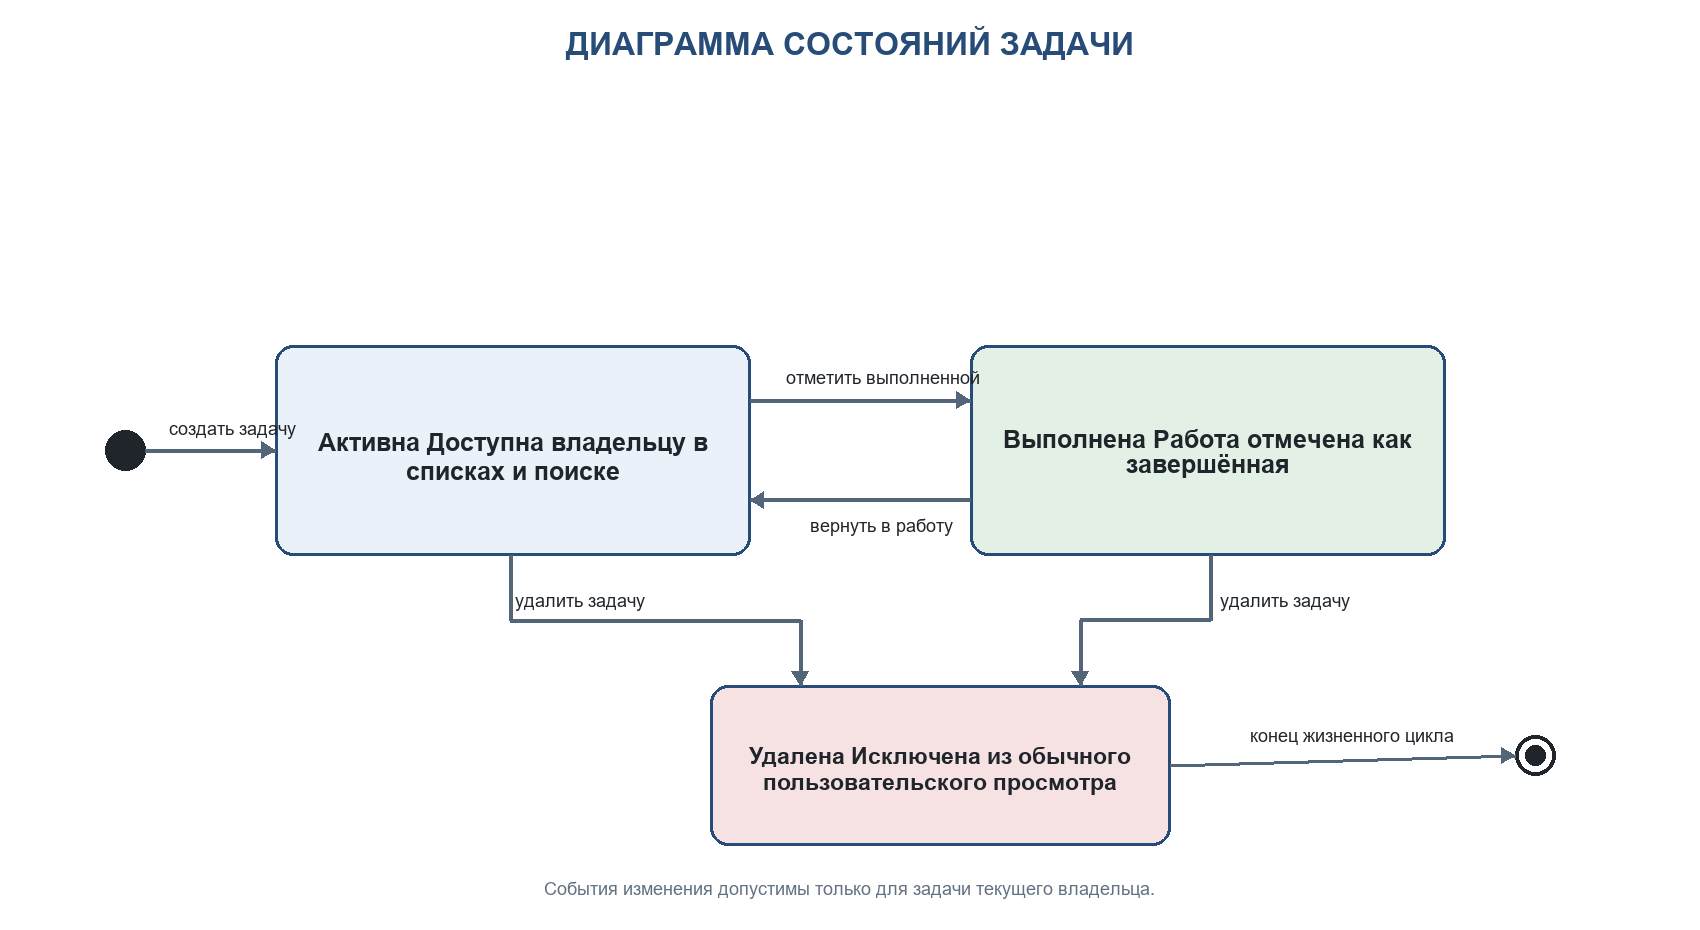 ДИАГРАММА СОСТОЯНИЙ ЗАДАЧИ
отметить выполненной
создать задачу
Активна Доступна владельцу в
списках и поиске
Выполнена Работа отмечена как
завершённая
вернуть в работу
удалить задачу
удалить задачу
конец жизненного цикла
Удалена Исключена из обычного
пользовательского просмотра
События изменения допустимы только для задачи текущего владельца.